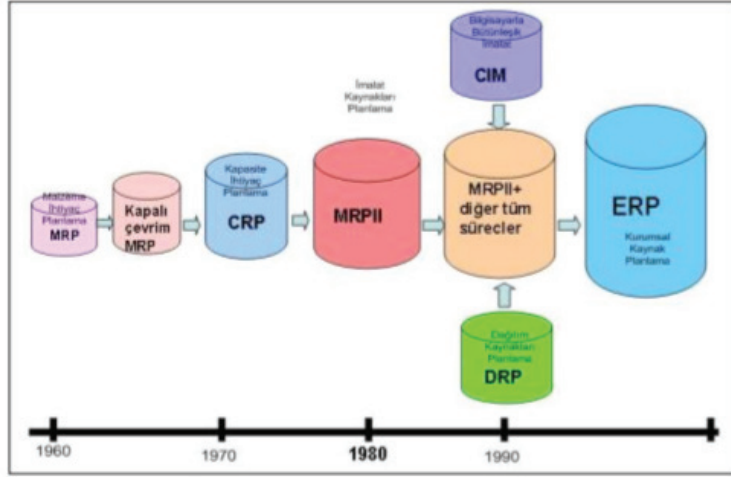 Bilgisayarla
Bütünleşik
İmalat
CIM
İmalat
Kaynakları
Planlama
Malzeme
İhtiyaç
Planlama
MRP
Kapalı
çevrim
MRP
Kapasite
İhtiyaç
Planlama
CRP
MRPII
MRPII+
diğer tüm
süreçler
ERP
Kurumsal
Kaynak
Planlama
Dağıtım
Kaynakları
Planlama
DRP
1960
1970
1980
1990